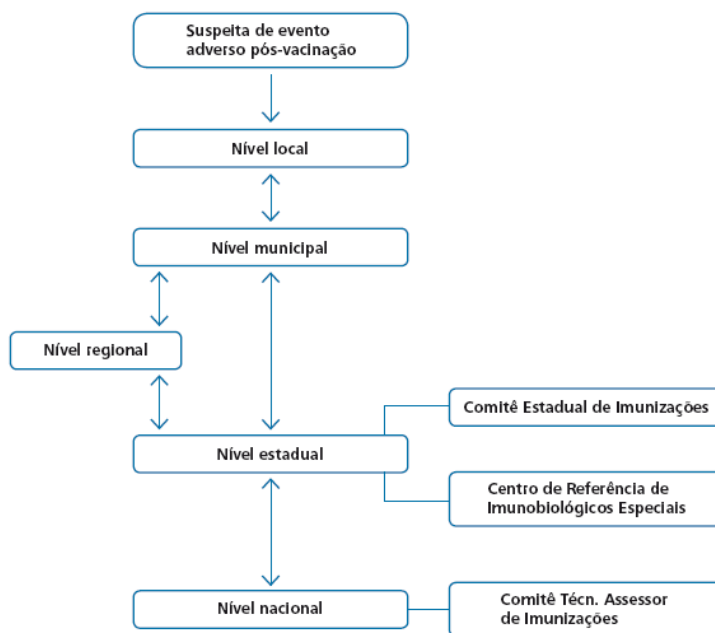 Suspeita de evento
adverso pós-vacinação
Nível local
Nível municipal
Nível regional
Comitê Estadual de Imunizações
Nível estadual
Centro de Referência de
Imunobiológicos Especiais
Nível nacional
Comitê Técn. Assessor
de Imunizações